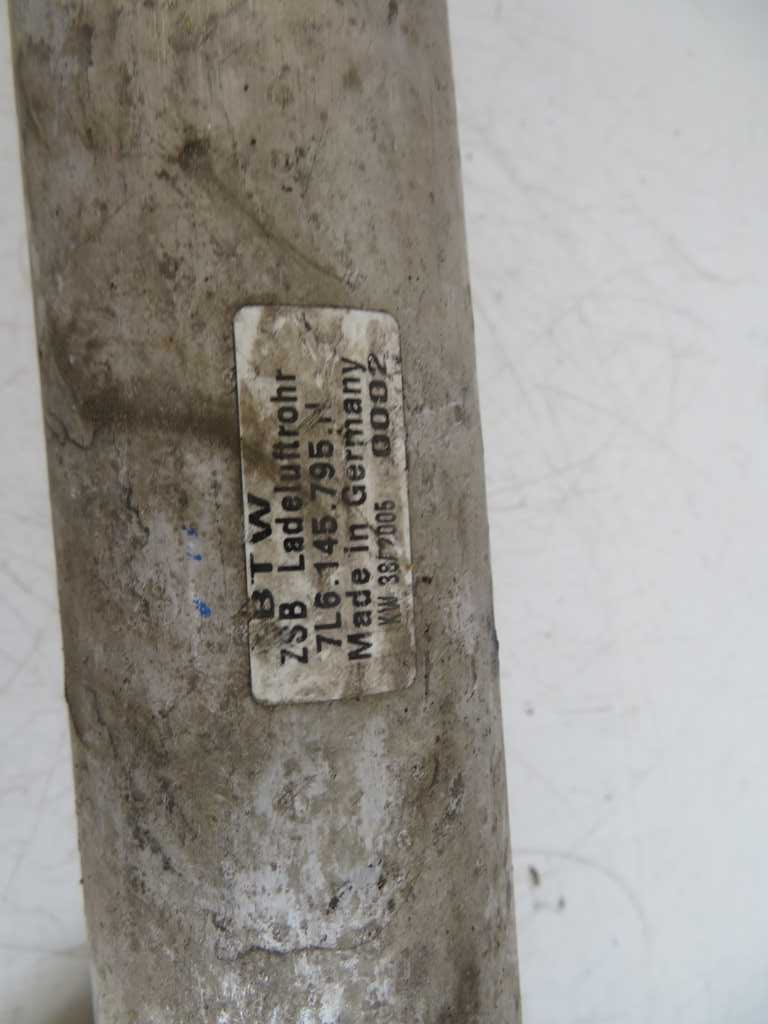 BTW
ZSB Ladeluftrohr
7L6.145.795.N
Made in Germany
KW 38/2005 0002